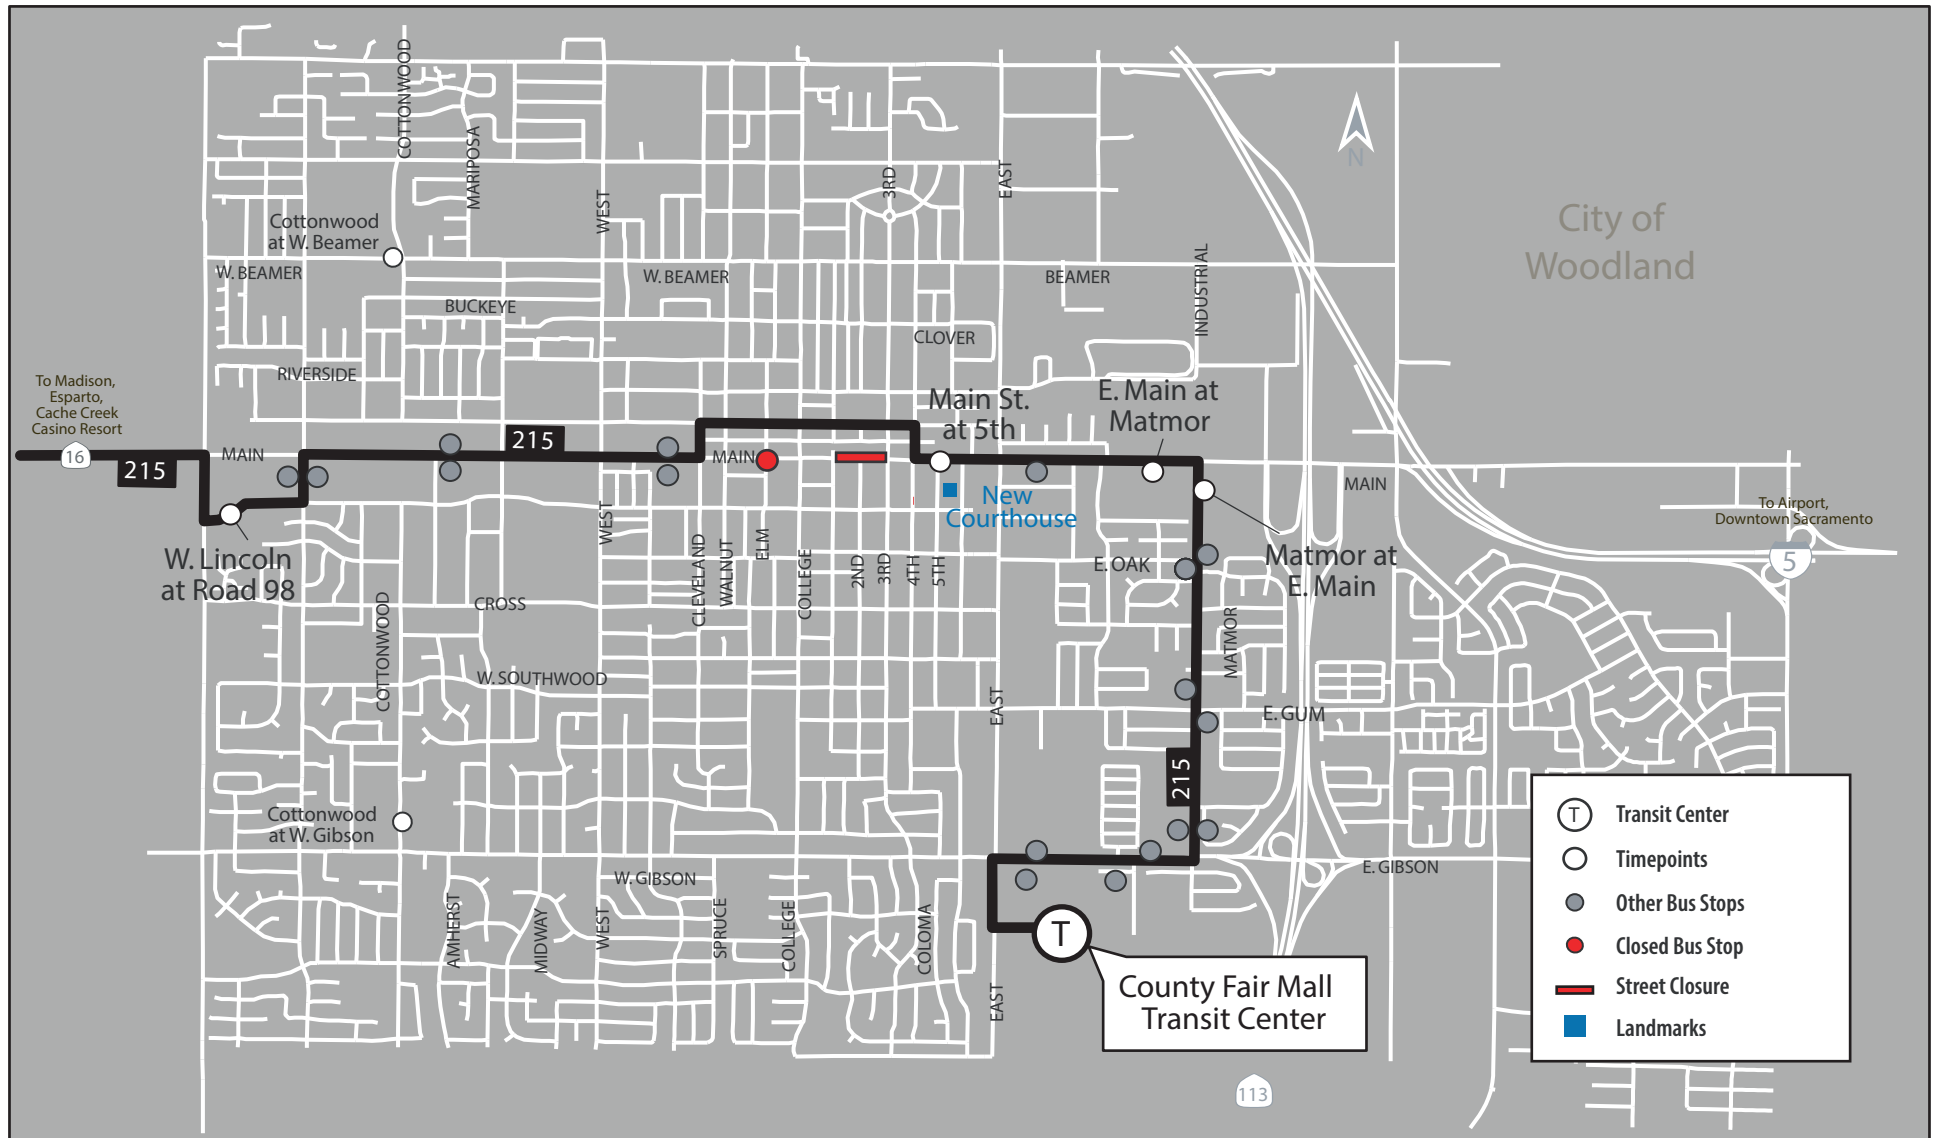 COTTONWOOD
MARIPOSA
WEST
3RD
EAST
N
City of
Woodland
Cottonwood
at W. Beamer
W. BEAMER
W. BEAMER
BEAMER
INDUSTRIAL
BUCKEYE
CLOVER
RIVERSIDE
To Madison,
Esparto,
Cache Creek
Casino Resort
16
215
MAIN
215
MAIN
Main St.
at 5th
E. Main at
Matmor
MAIN
New
Courthouse
To Airport,
Downtown Sacramento
5
W. Lincoln
at Road 98
WEST
CLEVELAND
WALNUT
ELM
COLLEGE
2ND
3RD
4TH
5TH
E. OAK
Matmor at
E. Main
CROSS
COTTONWOOD
MATMOR
W. SOUTHWOOD
EAST
E. GUM
215
Cottonwood
at W. Gibson
W. GIBSON
E. GIBSON
AMHERST
MIDWAY
WEST
SPRUCE
COLLEGE
COLOMA
EAST
T
County Fair Mall
Transit Center
113
T
Transit Center
Timepoints
Other Bus Stops
Closed Bus Stop
Street Closure
Landmarks